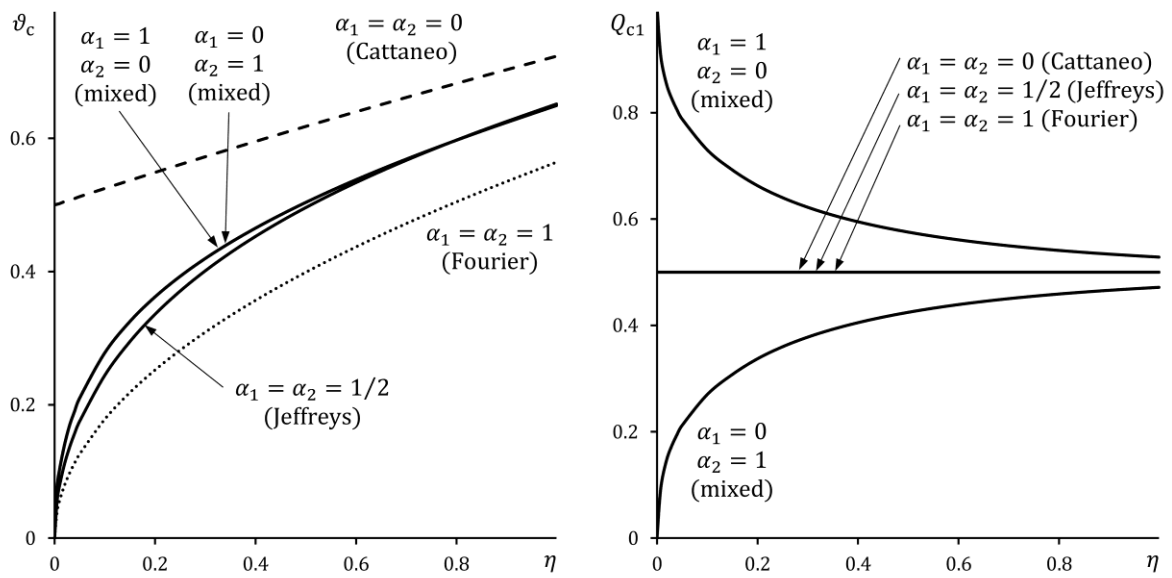 ϑc
α1 = 1
α2 = 0
(mixed)
α1 = 0
α2 = 1
(mixed)
α1 = α2 = 0
(Cattaneo)
0.6
0.4
α1 = α2 = 1
(Fourier)
α1 = α2 = 1/2
(Jeffreys)
0.2
0
0
0.2
0.4
0.6
0.8
η
Qc1
α1 = 1
α2 = 0
(mixed)
α1 = α2 = 0 (Cattaneo)
α1 = α2 = 1/2 (Jeffreys)
α1 = α2 = 1 (Fourier)
0.8
0.6
0.4
0.2
α1 = 0
α2 = 1
(mixed)
0
0
0.2
0.4
0.6
0.8
η